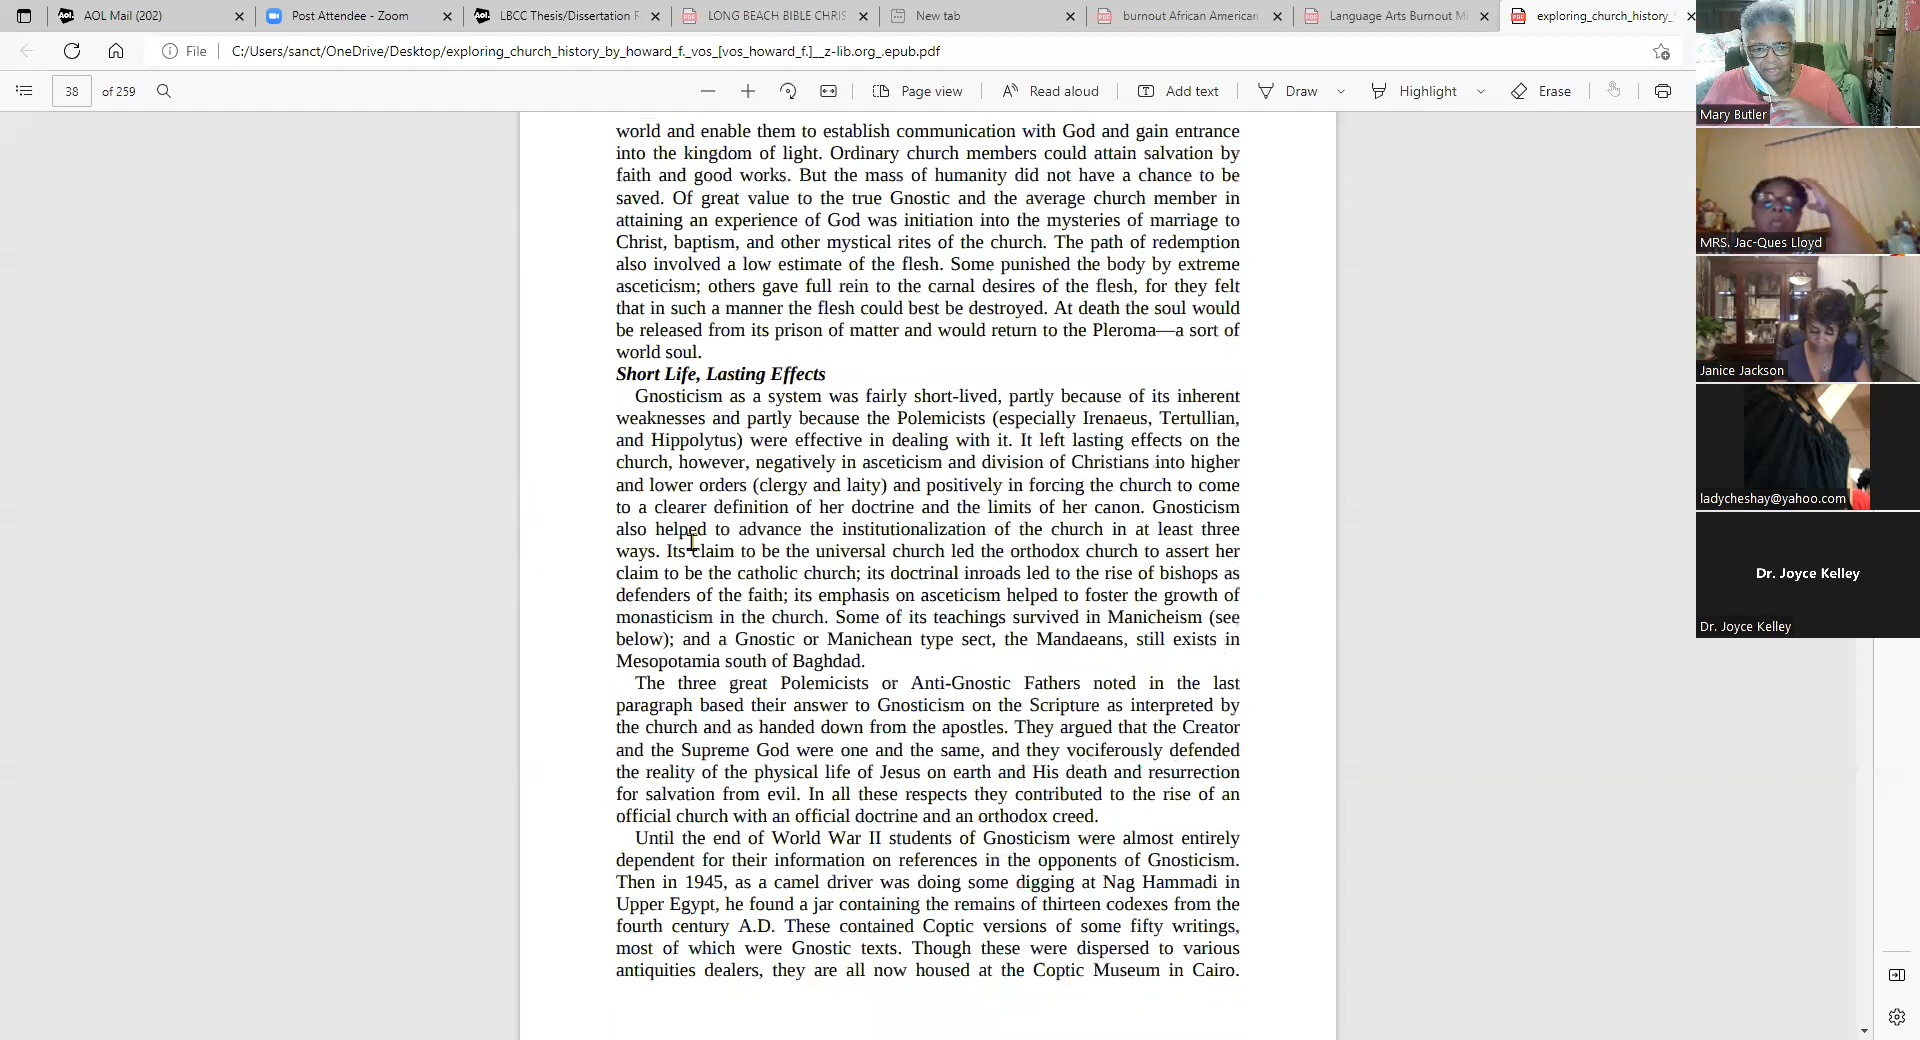 AOL Mail (202)
Post Attendee - Zoom
LBCC Thesis/Dissertation F
LONG BEACH BIBLE CHRIS
New tab
burnout African American
Language Arts Burnout M
exploring_church_history_
File
C:/Users/sanct/OneDrive/Desktop/exploring_church_history_by_howard_f._vos_[vos_howard_f.]__z-lib.org_.epub.pdf
38 of 259
Page view
Read aloud
Add text
Draw
Highlight
Erase
world and enable them to establish communication with God and gain entrance
into the kingdom of light. Ordinary church members could attain salvation by
faith and good works. But the mass of humanity did not have a chance to be
saved. Of great value to the true Gnostic and the average church member in
attaining an experience of God was initiation into the mysteries of marriage to
Christ, baptism, and other mystical rites of the church. The path of redemption
also involved a low estimate of the flesh. Some punished the body by extreme
asceticism; others gave full rein to the carnal desires of the flesh, for they felt
that in such a manner the flesh could best be destroyed. At death the soul would
be released from its prison of matter and would return to the Pleroma—a sort of
world soul.
Short Life, Lasting Effects
Gnosticism as a system was fairly short-lived, partly because of its inherent
weaknesses and partly because the Polemicists (especially Irenaeus, Tertullian,
and Hippolytus) were effective in dealing with it. It left lasting effects on the
church, however, negatively in asceticism and division of Christians into higher
and lower orders (clergy and laity) and positively in forcing the church to come
to a clearer definition of her doctrine and the limits of her canon. Gnosticism
also helped to advance the institutionalization of the church in at least three
ways. Its claim to be the universal church led the orthodox church to assert her
claim to be the catholic church; its doctrinal inroads led to the rise of bishops as
defenders of the faith; its emphasis on asceticism helped to foster the growth of
monasticism in the church. Some of its teachings survived in Manicheism (see
below); and a Gnostic or Manichean type sect, the Mandaeans, still exists in
Mesopotamia south of Baghdad.
The three great Polemicists or Anti-Gnostic Fathers noted in the last
paragraph based their answer to Gnosticism on the Scripture as interpreted by
the church and as handed down from the apostles. They argued that the Creator
and the Supreme God were one and the same, and they vociferously defended
the reality of the physical life of Jesus on earth and His death and resurrection
for salvation from evil. In all these respects they contributed to the rise of an
official church with an official doctrine and an orthodox creed.
Until the end of World War II students of Gnosticism were almost entirely
dependent for their information on references in the opponents of Gnosticism.
Then in 1945, as a camel driver was doing some digging at Nag Hammadi in
Upper Egypt, he found a jar containing the remains of thirteen codexes from the
fourth century A.D. These contained Coptic versions of some fifty writings,
most of which were Gnostic texts. Though these were dispersed to various
antiquities dealers, they are all now housed at the Coptic Museum in Cairo.
Mary Butler
MRS. Jac-Ques Lloyd
Janice Jackson
ladycheshay@yahoo.com
Dr. Joyce Kelley
Dr. Joyce Kelley